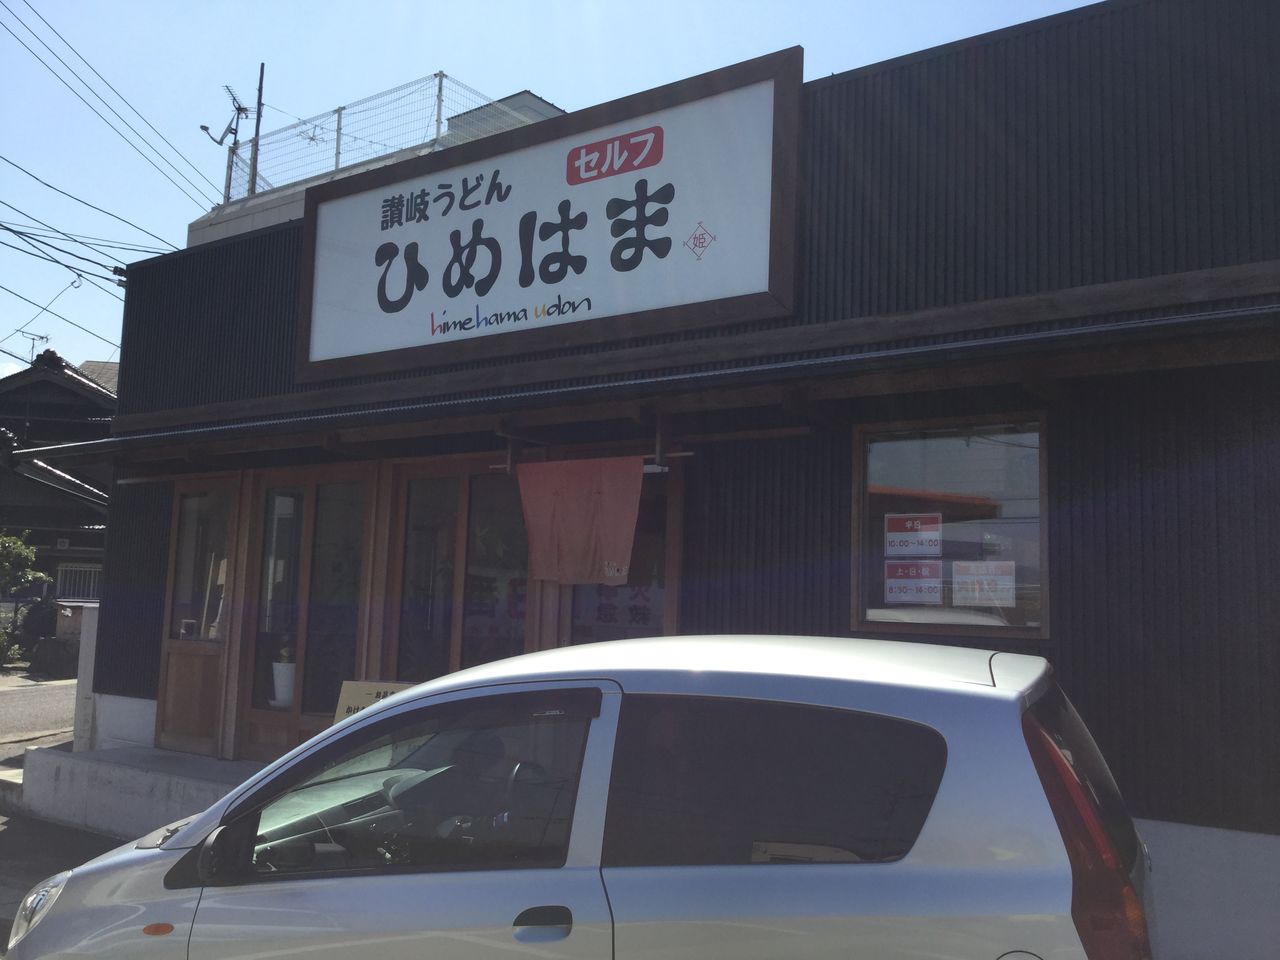 セルフ
讃岐うどん
ひめはま
姫
himehama udon
平日
10:00～14:00
土・日・祝
8:30～14:00